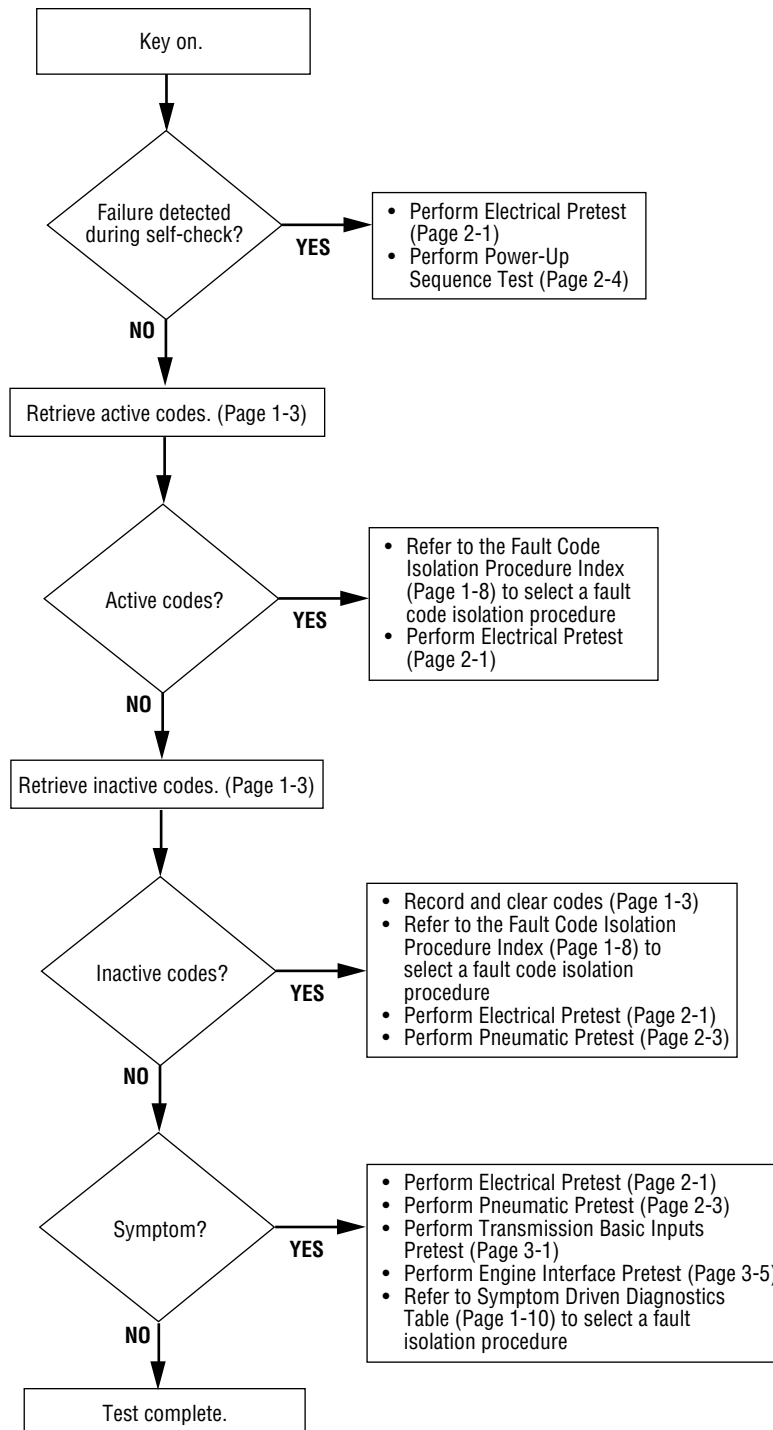 Key on.
Failure detected
during self-check?
YES
• Perform Electrical Pretest
(Page 2-1)
• Perform Power-Up
Sequence Test (Page 2-4)
NO
Retrieve active codes. (Page 1-3)
Active codes?
YES
• Refer to the Fault Code
Isolation Procedure Index
(Page 1-8) to select a fault
code isolation procedure
• Perform Electrical Pretest
(Page 2-1)
NO
Retrieve inactive codes. (Page 1-3)
Inactive codes?
YES
• Record and clear codes (Page 1-3)
• Refer to the Fault Code Isolation
Procedure Index (Page 1-8) to
select a fault code isolation
procedure
• Perform Electrical Pretest (Page 2-1)
• Perform Pneumatic Pretest (Page 2-3)
NO
Symptom?
YES
• Perform Electrical Pretest (Page 2-1)
• Perform Pneumatic Pretest (Page 2-3)
• Perform Transmission Basic Inputs
Pretest (Page 3-1)
• Perform Engine Interface Pretest (Page 3-5)
• Refer to Symptom Driven Diagnostics
Table (Page 1-10) to select a fault
isolation procedure
NO
Test complete.